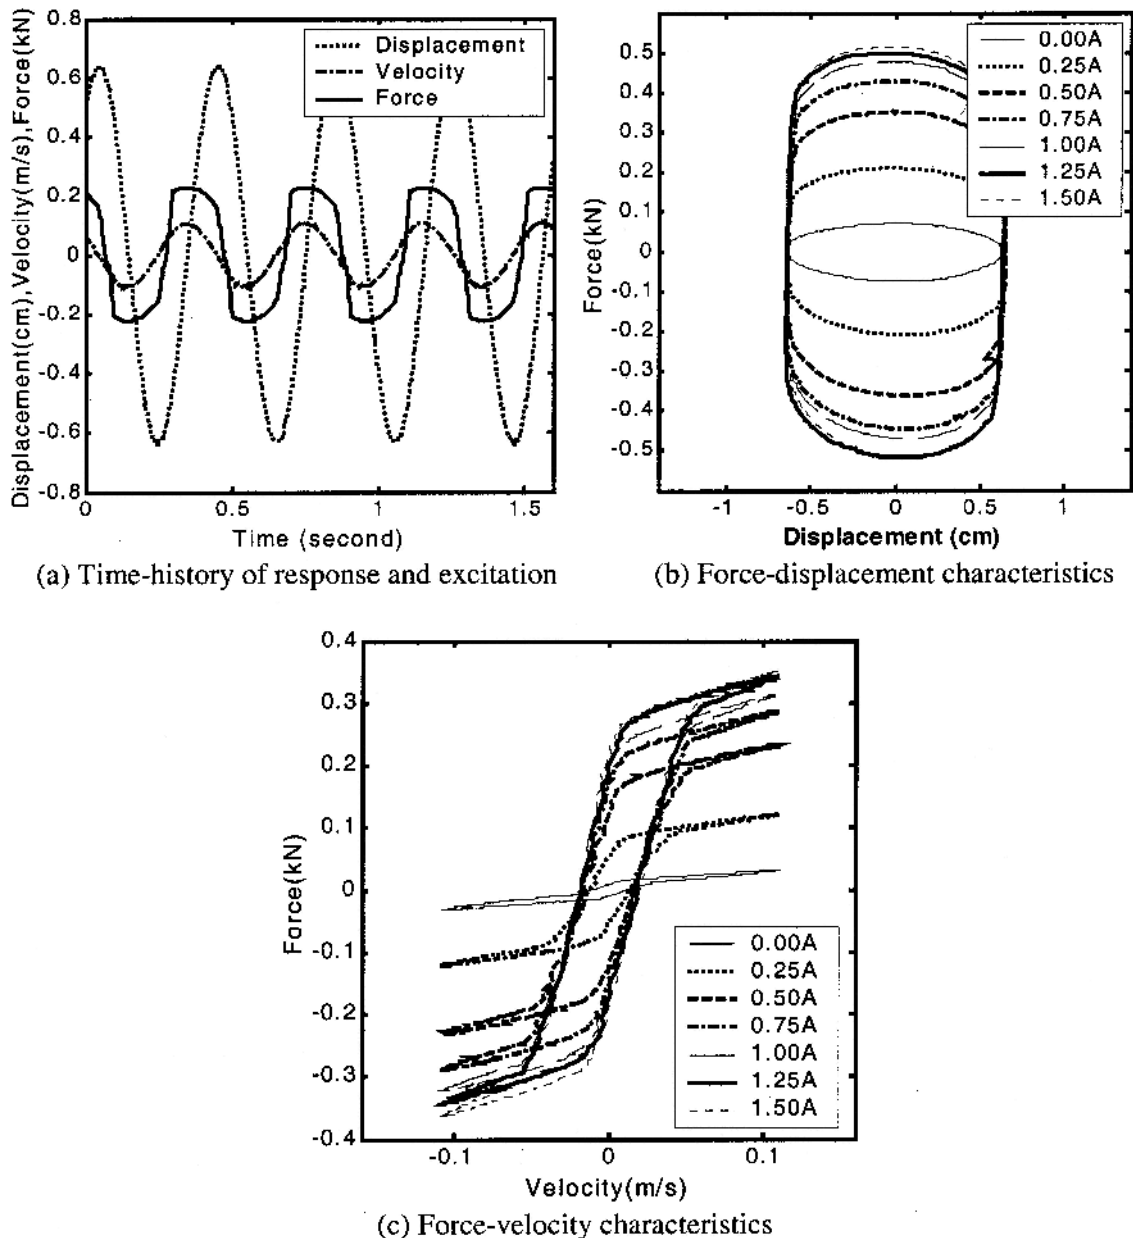 Displacement(cm),Velocity(m/s),Force(kN)
0.8
0.6
0.4
0.2
0
-0.2
-0.4
-0.6
-0.8
Displacement
Velocity
Force
0 0.5 1 1.5
Time (second)
(a) Time-history of response and excitation
Force(kN)
0.5
0.4
0.3
0.2
0.1
0
-0.1
-0.2
-0.3
-0.4
-0.5
0.00A
0.25A
0.50A
0.75A
1.00A
1.25A
1.50A
-1 -0.5 0 0.5 1
Displacement (cm)
(b) Force-displacement characteristics
Force(kN)
0.4
0.3
0.2
0.1
0
-0.1
-0.2
-0.3
-0.4
0.00A
0.25A
0.50A
0.75A
1.00A
1.25A
1.50A
-0.1 0 0.1
Velocity(m/s)
(c) Force-velocity characteristics